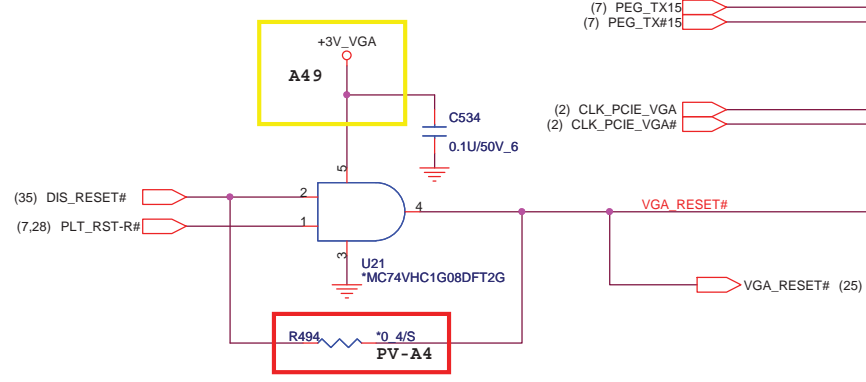 (7) PEG_TX15
(7) PEG_TX#15
+3V_VGA
A49
C534
0.1U/50V_6
(2) CLK_PCIE_VGA
(2) CLK_PCIE_VGA#
5
(35) DIS_RESET#
2
4
VGA_RESET#
(7,28) PLT_RST-R#
1
3
U21
*MC74VHC1G08DFT2G
VGA_RESET# (25)
R494
*0_4/S
PV-A4